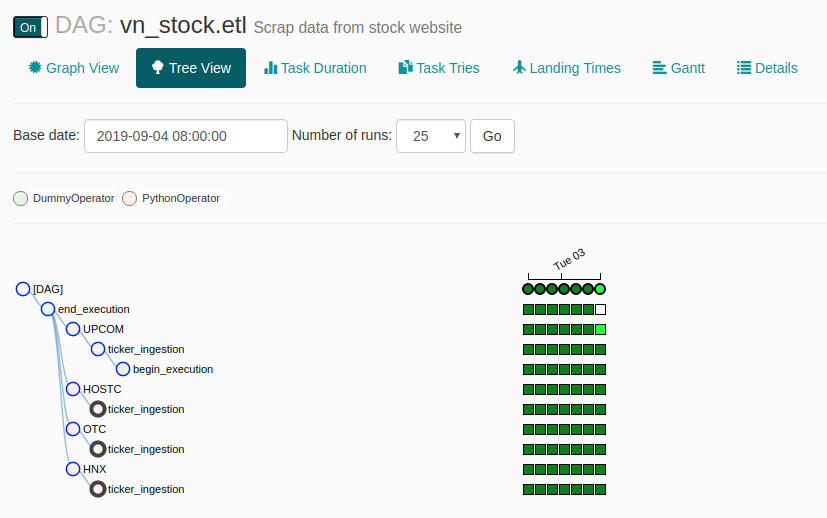 On DAG: vn_stock.etl Scrap data from stock website
Graph View Tree View Task Duration Task Tries Landing Times Gantt Details
Base date: 2019-09-04 08:00:00 Number of runs: 25 Go
DummyOperator PythonOperator
Tue 03
[DAG]
end_execution
UPCOM
ticker_ingestion
begin_execution
HOSTC
ticker_ingestion
OTC
ticker_ingestion
HNX
ticker_ingestion